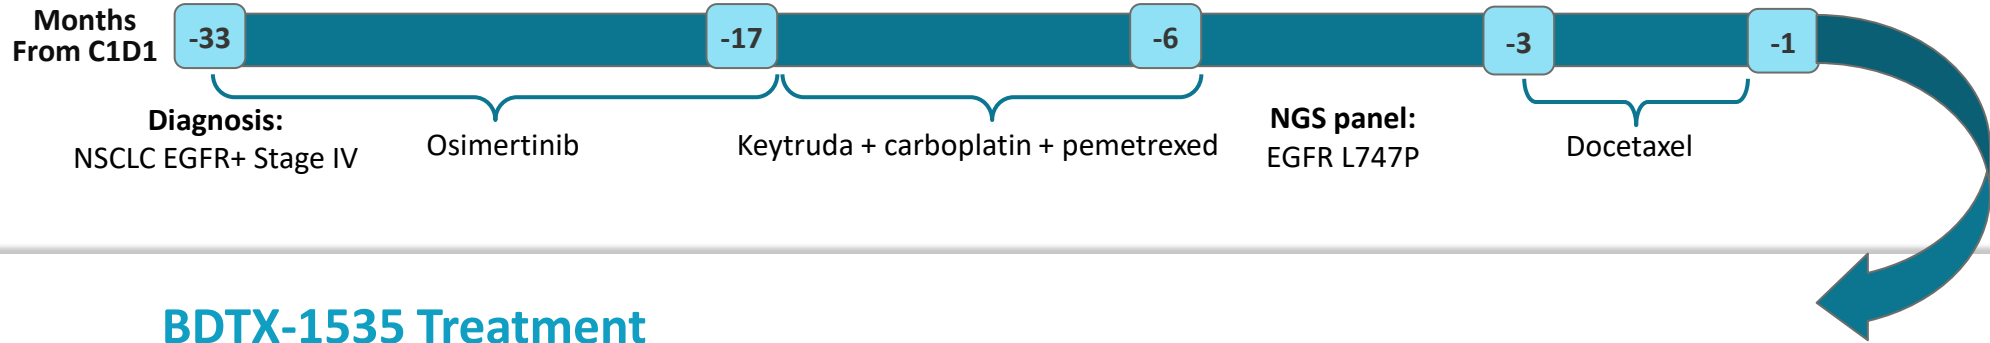 Months
From C1D1
-33
-17
-6
-3
-1
Diagnosis:
NSCLC EGFR+ Stage IV
Osimertinib
Keytruda + carboplatin + pemetrexed
NGS panel:
EGFR L747P
Docetaxel
BDTX-1535 Treatment